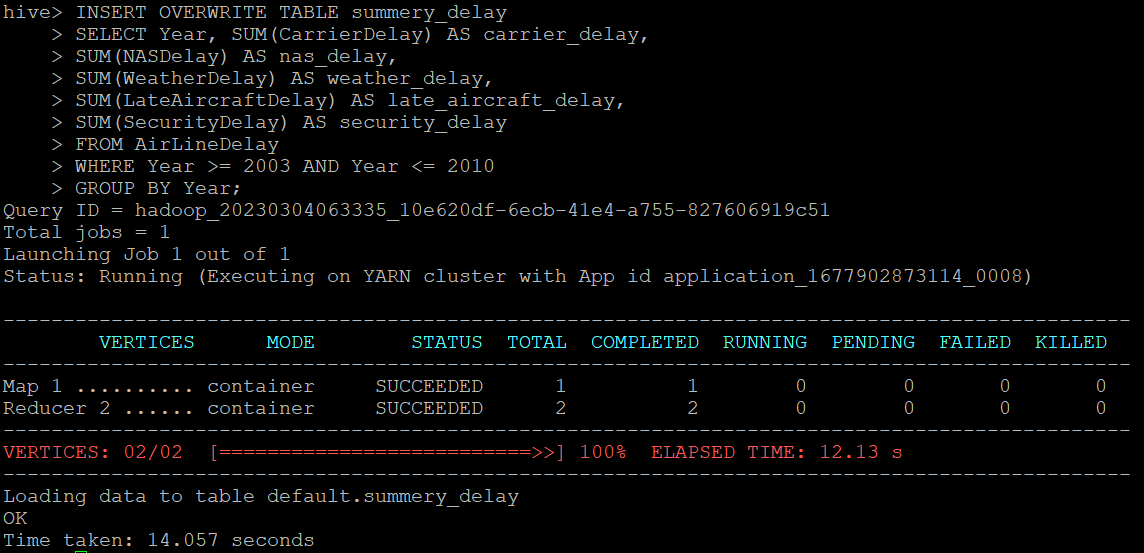 hive> INSERT OVERWRITE TABLE summery_delay
    > SELECT Year, SUM(CarrierDelay) AS carrier_delay,
    > SUM(NASDelay) AS nas_delay,
    > SUM(WeatherDelay) AS weather_delay,
    > SUM(LateAircraftDelay) AS late_aircraft_delay,
    > SUM(SecurityDelay) AS security_delay
    > FROM AirLineDelay
    > WHERE Year >= 2003 AND Year <= 2010
    > GROUP BY Year;
Query ID = hadoop_20230304063335_10e620df-6ecb-41e4-a755-827606919c51
Total jobs = 1
Launching Job 1 out of 1
Status: Running (Executing on YARN cluster with App id application_1677902873114_0008)
----------------------------------------------------------------------------------------------
        VERTICES      MODE        STATUS  TOTAL  COMPLETED  RUNNING  PENDING  FAILED  KILLED
----------------------------------------------------------------------------------------------
Map 1 .......... container     SUCCEEDED      1          1        0        0       0       0
Reducer 2 ...... container     SUCCEEDED      2          2        0        0       0       0
----------------------------------------------------------------------------------------------
VERTICES: 02/02  [==========================>>] 100%  ELAPSED TIME: 12.13 s
----------------------------------------------------------------------------------------------
Loading data to table default.summery_delay
OK
Time taken: 14.057 seconds